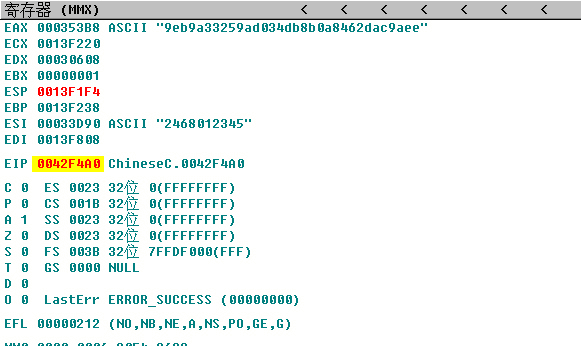 寄存器 (MMX) < < < < < < <
EAX 000353B8 ASCII "9eb9a33259ad034db8b0a8462dac9aee"
ECX 0013F220
EDX 00030608
EBX 00000001
ESP 0013F1F4
EBP 0013F238
ESI 00033D90 ASCII "2468012345"
EDI 0013F808
EIP 0042F4A0 ChineseC.0042F4A0
C 0 ES 0023 32位 0(FFFFFFFF)
P 0 CS 001B 32位 0(FFFFFFFF)
A 1 SS 0023 32位 0(FFFFFFFF)
Z 0 DS 0023 32位 0(FFFFFFFF)
S 0 FS 003B 32位 7FFDF000(FFF)
T 0 GS 0000 NULL
D 0
O 0 LastErr ERROR_SUCCESS (00000000)
EFL 00000212 (NO,NB,NE,A,NS,PO,GE,G)